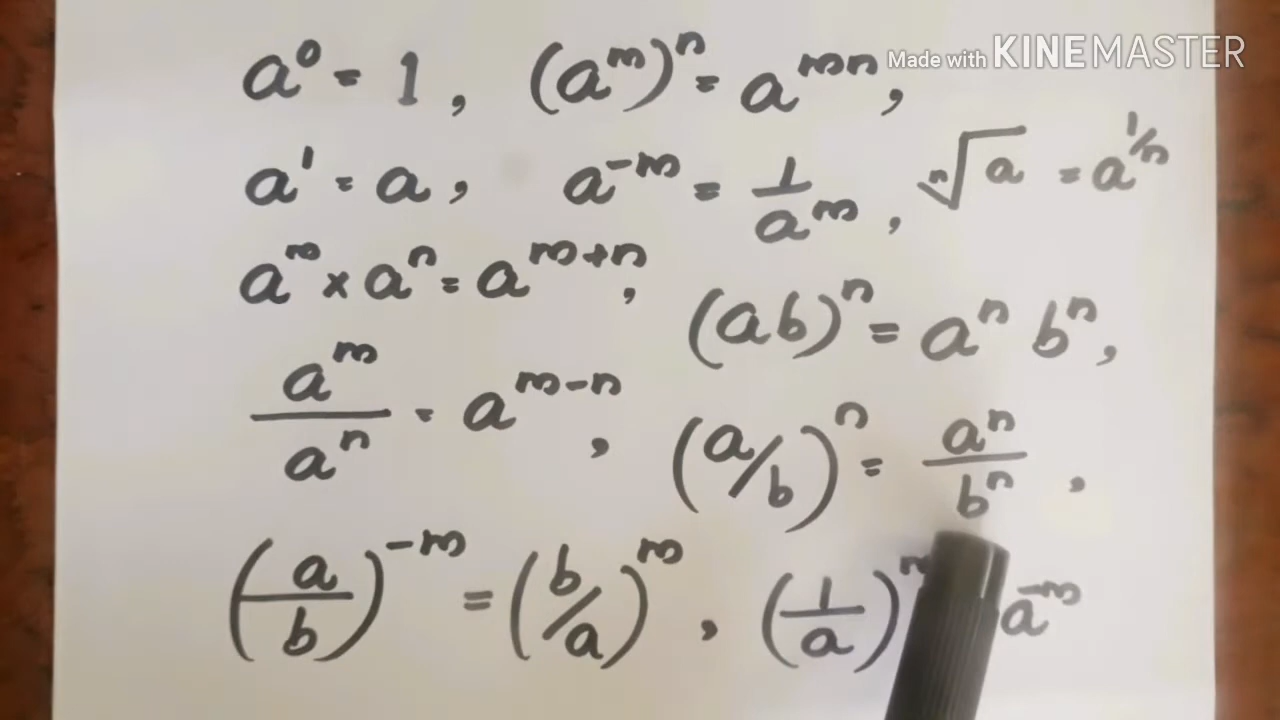 a⁰ = 1, (aᵐ)ⁿ = aᵐⁿ,
Made with KINEMASTER
a¹ = a, a⁻ᵐ = 1/aᵐ, ⁿ√a = a^1/n
aᵐ × aⁿ = aᵐ⁺ⁿ,
(ab)ⁿ = aⁿ bⁿ,
aᵐ/aⁿ = aᵐ⁻ⁿ,
(a/b)ⁿ = aⁿ/bⁿ,
(a/b)⁻ᵐ = (b/a)ᵐ, (1/a)ᵐ a⁻ᵐ